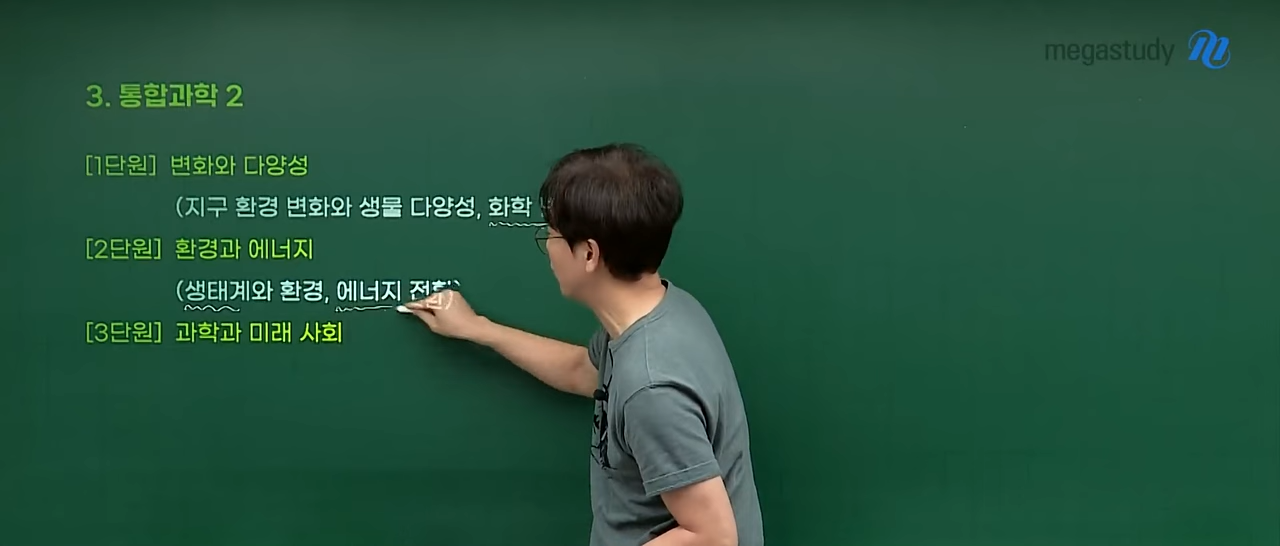 megastudy
3. 통합과학 2
[1단원] 변화와 다양성
(지구 환경 변화와 생물 다양성, 화학
[2단원] 환경과 에너지
(생태계와 환경, 에너지
[3단원] 과학과 미래 사회